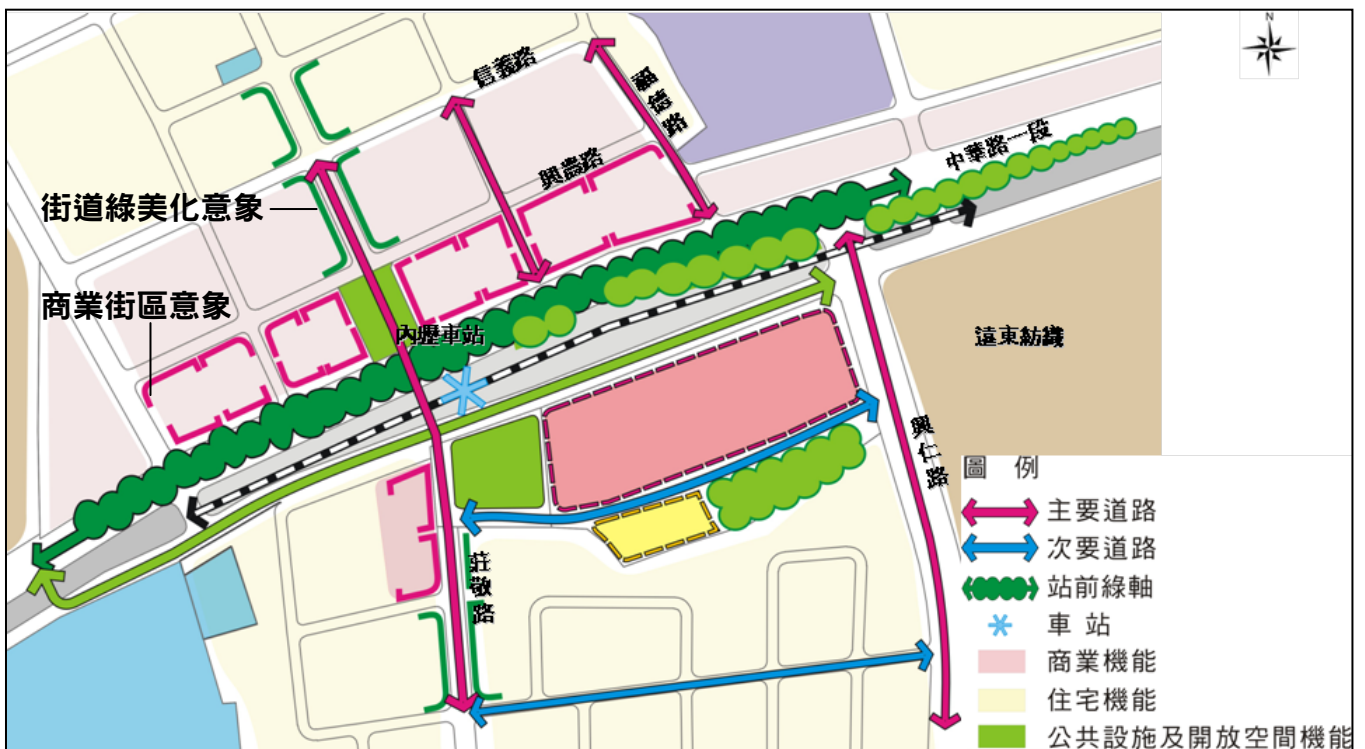 N
信義路
福德路
中華路一段
興農路
街道綠美化意象
商業街區意象
內壢車站
遠東紡織
興仁路
莊敬路
圖 例
主要道路
次要道路
站前綠軸
車 站
商業機能
住宅機能
公共設施及開放空間機能